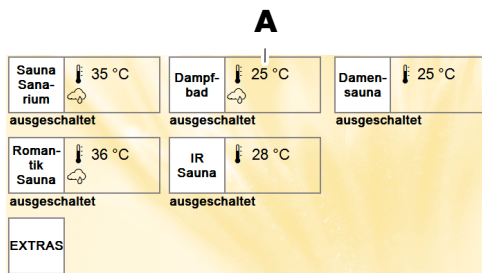 A
Sauna
Sana-
rium
35 °C
ausgeschaltet
Dampf-
bad
25 °C
ausgeschaltet
Damen-
sauna
25 °C
ausgeschaltet
Roman-
tik
Sauna
36 °C
ausgeschaltet
IR
Sauna
28 °C
ausgeschaltet
EXTRAS